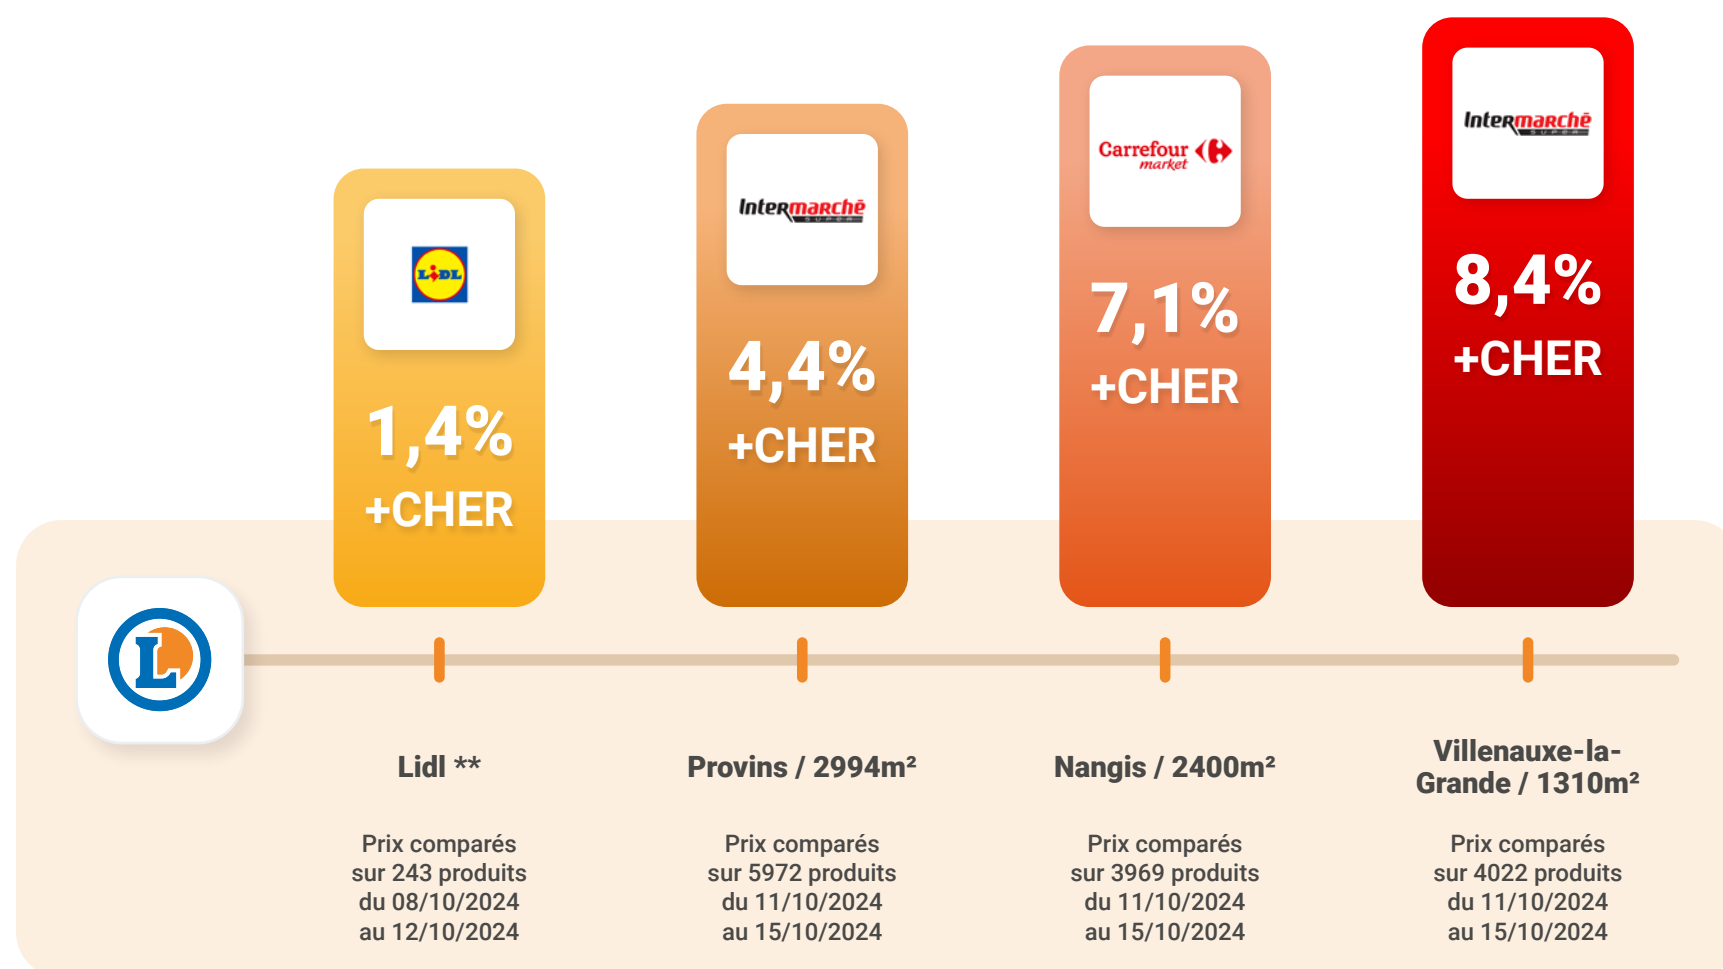 LIDL
1,4%
+CHER
Intermarchē
SUPER
4,4%
+CHER
Carrefour
market
7,1%
+CHER
Intermarchē
SUPER
8,4%
+CHER
L
Lidl **
Prix comparés
sur 243 produits
du 08/10/2024
au 12/10/2024
Provins / 2994m²
Prix comparés
sur 5972 produits
du 11/10/2024
au 15/10/2024
Nangis / 2400m²
Prix comparés
sur 3969 produits
du 11/10/2024
au 15/10/2024
Villenauxe-la-
Grande / 1310m²
Prix comparés
sur 4022 produits
du 11/10/2024
au 15/10/2024